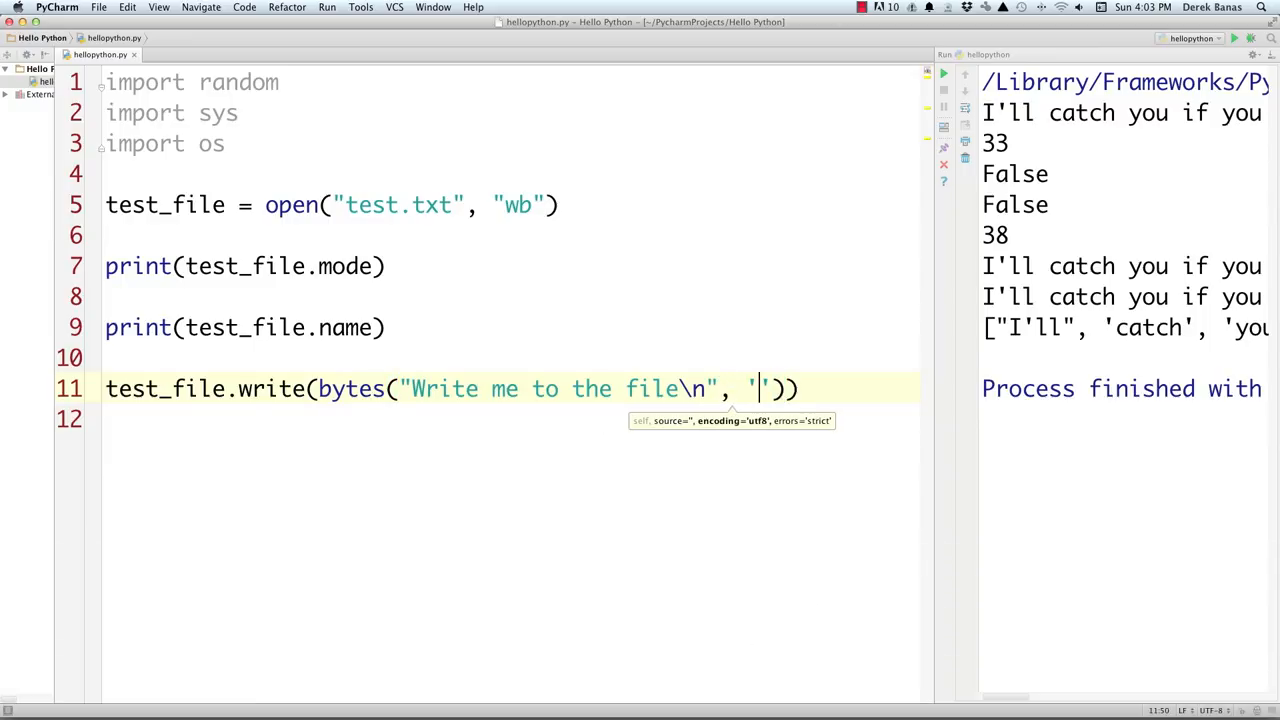 PyCharm File Edit View Navigate Code Refactor Run Tools VCS Window Help 10 Sun 4:03 PM Derek Banas
hellopython.py – Hello Python – [~/PycharmProjects/Hello Python]
Hello Python hellopython.py hellopython
hellopython.py × Run hellopython
Hello P
hell
Externa
1 import random
2 import sys
3 import os
4
5 test_file = open("test.txt", "wb")
6
7 print(test_file.mode)
8
9 print(test_file.name)
10
11 test_file.write(bytes("Write me to the file\n", ''))
12
self, source='', encoding='utf8', errors='strict'
/Library/Frameworks/Py
I'll catch you if you
33
False
False
38
I'll catch you if you
I'll catch you if you
["I'll", 'catch', 'you
Process finished with
11:50 LF UTF-8